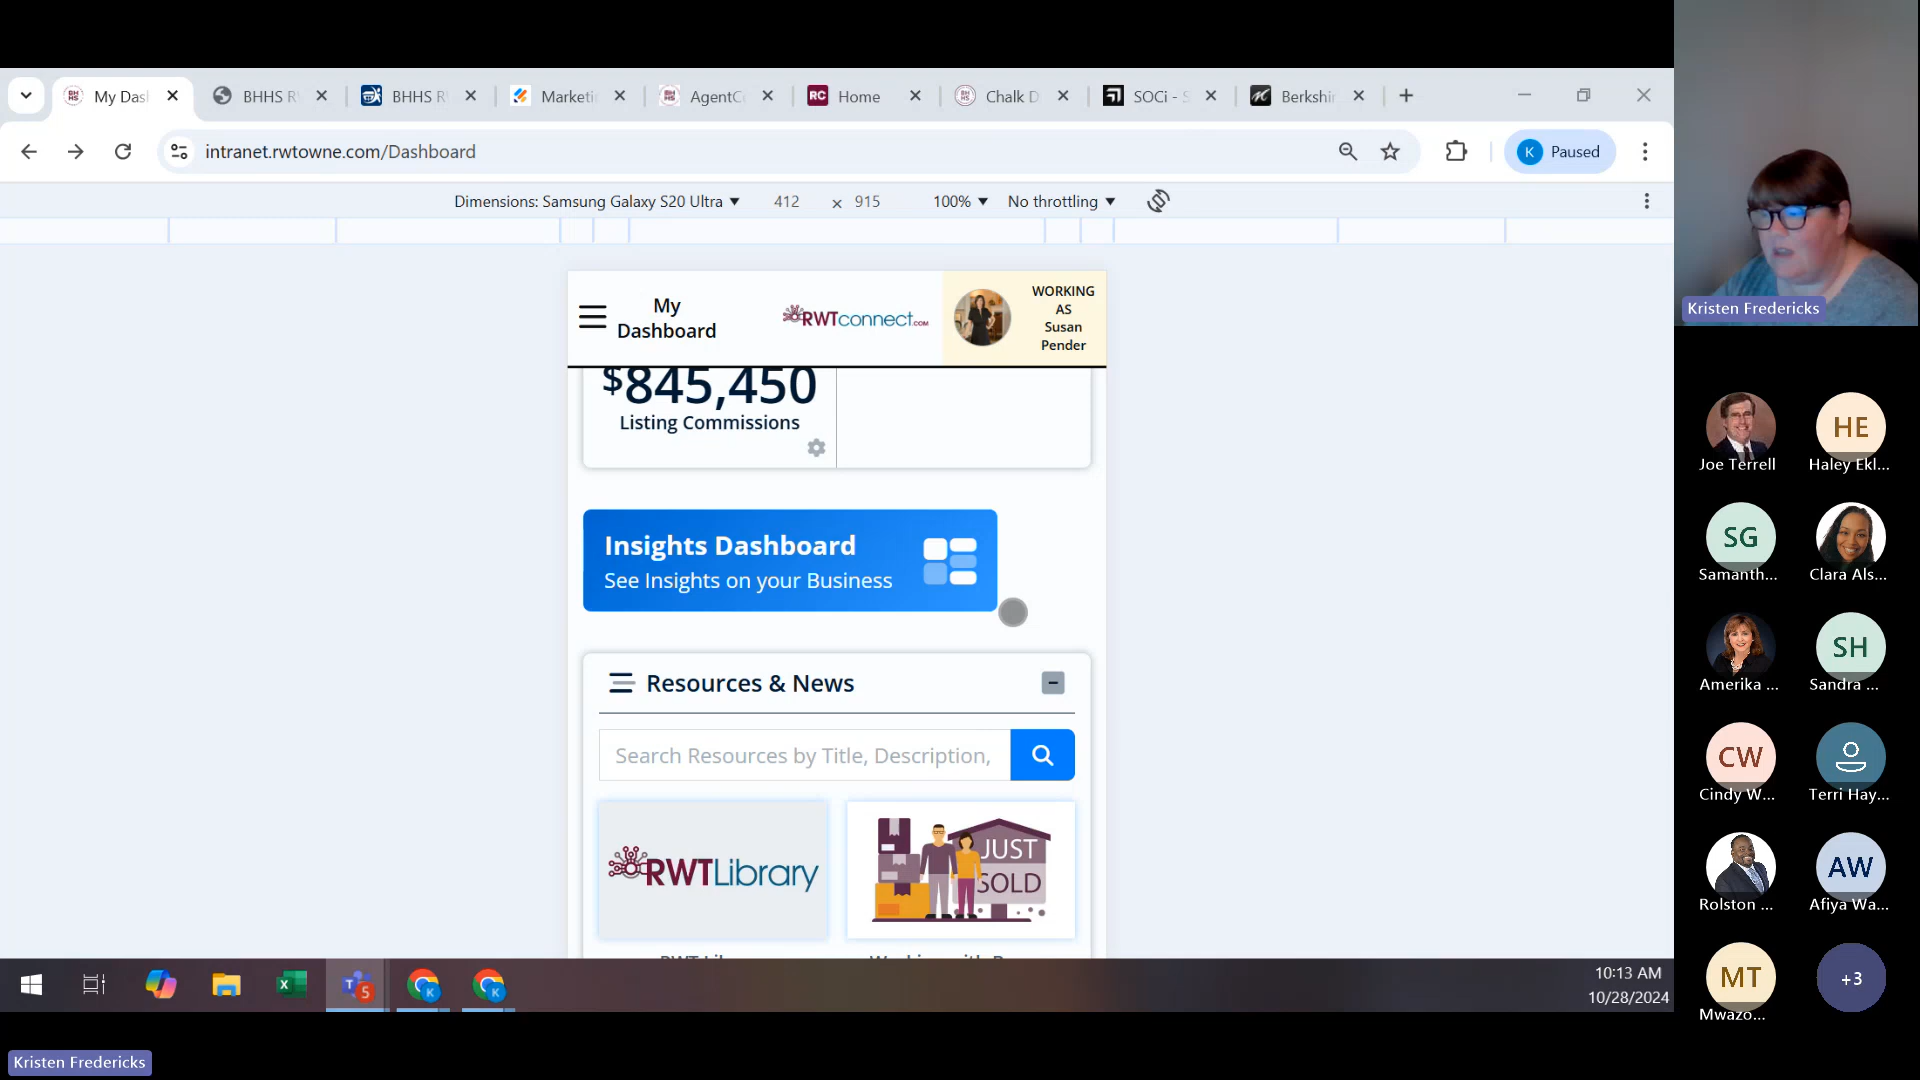 My Das
BHHS R
BHHS R
Marketi
AgentC
RC
Home
Chalk D
SOCi - S
Berkshir
intranet.rwtowne.com/Dashboard
K
Paused
Dimensions: Samsung Galaxy S20 Ultra
412
x
915
100%
No throttling
My
Dashboard
RWTconnect.com
WORKING
AS
Susan
Pender
$845,450
Listing Commissions
Insights Dashboard
See Insights on your Business
Resources & News
Search Resources by Title, Description,
RWTLibrary
JUST
SOLD
10:13 AM
10/28/2024
Kristen Fredericks
Joe Terrell
HE
Haley Ekl...
SG
Samanth...
Clara Als...
Amerika ...
SH
Sandra ...
CW
Cindy W...
Terri Hay...
Rolston ...
AW
Afiya Wa...
MT
Mwazo...
+3
Kristen Fredericks